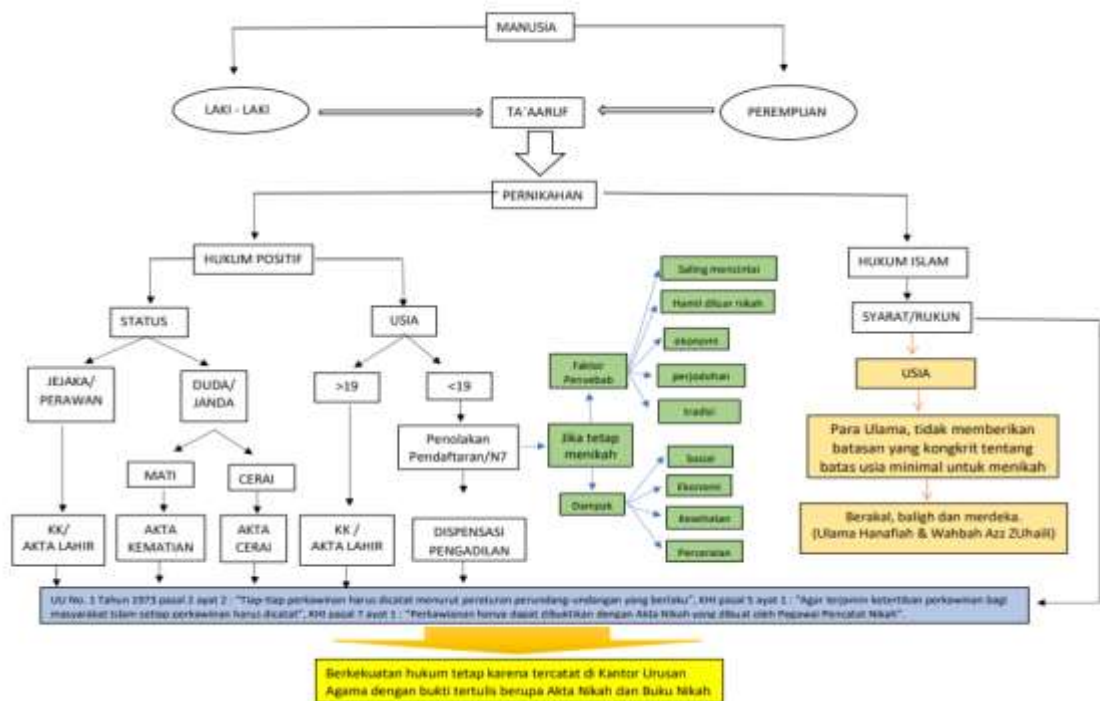 MANUSIA
LAKI - LAKI
TA`AARUF
PEREMPUAN
PERNIKAHAN
HUKUM POSITIF
HUKUM ISLAM
STATUS
USIA
SYARAT/RUKUN
JEJAKA/
PERAWAN
DUDA/
JANDA
>19
<19
MATI
CERAI
Penolakan
Pendaftaran/N7
KK/
AKTA LAHIR
AKTA
KEMATIAN
AKTA
CERAI
KK /
AKTA LAHIR
DISPENSASI
PENGADILAN
Jika tetap
menikah
Faktor
Penyebab
Saling mencintai
Hamil diluar nikah
ekonomi
perjodohan
tradisi
Dampak
Sosial
Ekonomi
Kesehatan
Perceraian
USIA
Para Ulama, tidak memberikan
batasan yang kongkrit tentang
batas usia minimal untuk menikah
Berakal, baligh dan merdeka.
(Ulama Hanafiah & Wahbah Azz ZUhaili)
UU No. 1 Tahun 1973 pasal 2 ayat 2 : "Tiap-tiap perkawinan harus dicatat menurut peraturan perundang-undangan yang berlaku", KHI pasal 5 ayat 1 : "Agar terjamin ketertiban perkawinan bagi
masyarakat Islam setiap perkawinan harus dicatat", KHI pasal 7 ayat 1 : "Perkawinan hanya dapat dibuktikan dengan Akta Nikah yang dibuat oleh Pegawai Pencatat Nikah".
Berkekuatan hukum tetap karena tercatat di Kantor Urusan
Agama dengan bukti tertulis berupa Akta Nikah dan Buku Nikah